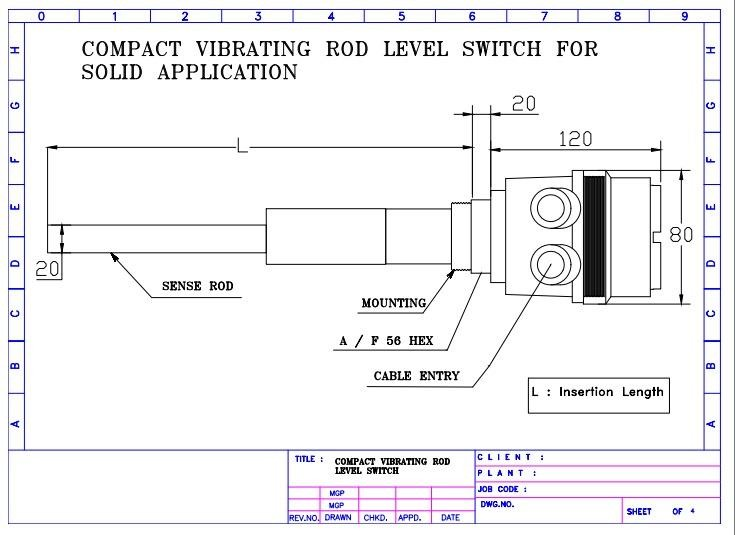 0 1 2 3 4 5 6 7 8 9
H H
G G
F F
E E
D D
C C
B B
A A
COMPACT VIBRATING ROD LEVEL SWITCH FOR
SOLID APPLICATION
20
120
L
80
20
SENSE ROD
MOUNTING
A / F 56 HEX
CABLE ENTRY
L : Insertion Length
TITLE : COMPACT VIBRATING ROD
LEVEL SWITCH
MGP
MGP
REV.NO. DRAWN CHKD. APPD. DATE
CLIENT :
PLANT :
JOB CODE :
DWG.NO.
SHEET OF 4